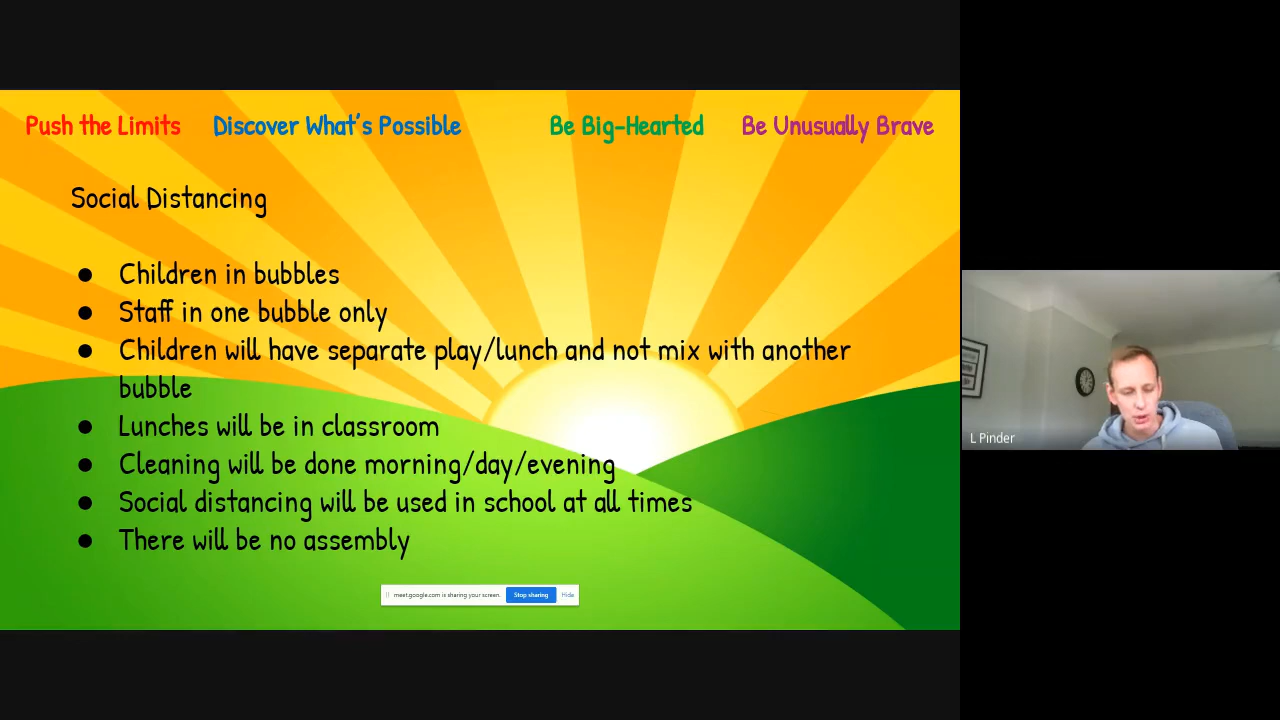 Push the Limits Discover What's Possible Be Big-Hearted Be Unusually Brave
Social Distancing
● Children in bubbles
● Staff in one bubble only
● Children will have separate play/lunch and not mix with another
bubble
● Lunches will be in classroom
● Cleaning will be done morning/day/evening
● Social distancing will be used in school at all times
● There will be no assembly
meet.google.com is sharing your screen. Stop sharing Hide
L Pinder